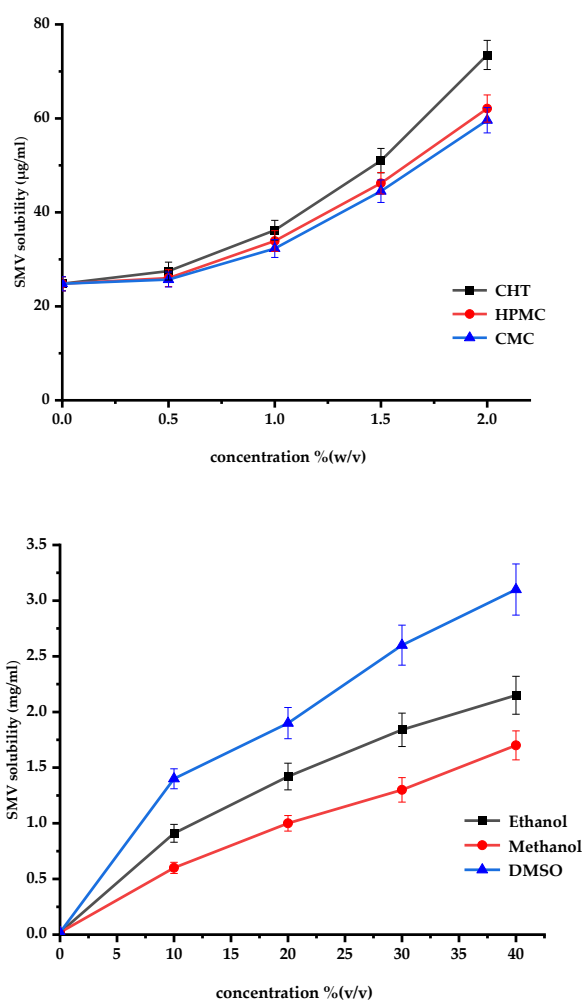 80
60
40
20
0
SMV solubility (µg/ml)
CHT
HPMC
CMC
0.0 0.5 1.0 1.5 2.0
concentration %(w/v)
3.5
3.0
2.5
2.0
1.5
1.0
0.5
0.0
SMV solubility (mg/ml)
Ethanol
Methanol
DMSO
0 5 10 15 20 25 30 35 40
concentration %(v/v)